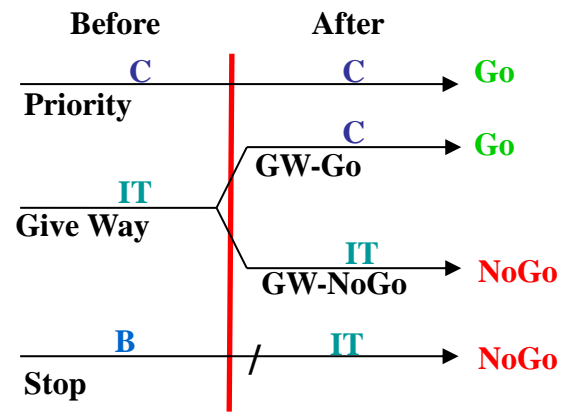 Before After
C C Go
Priority
C Go
GW-Go
IT
Give Way
IT
GW-NoGo NoGo
B IT NoGo
Stop